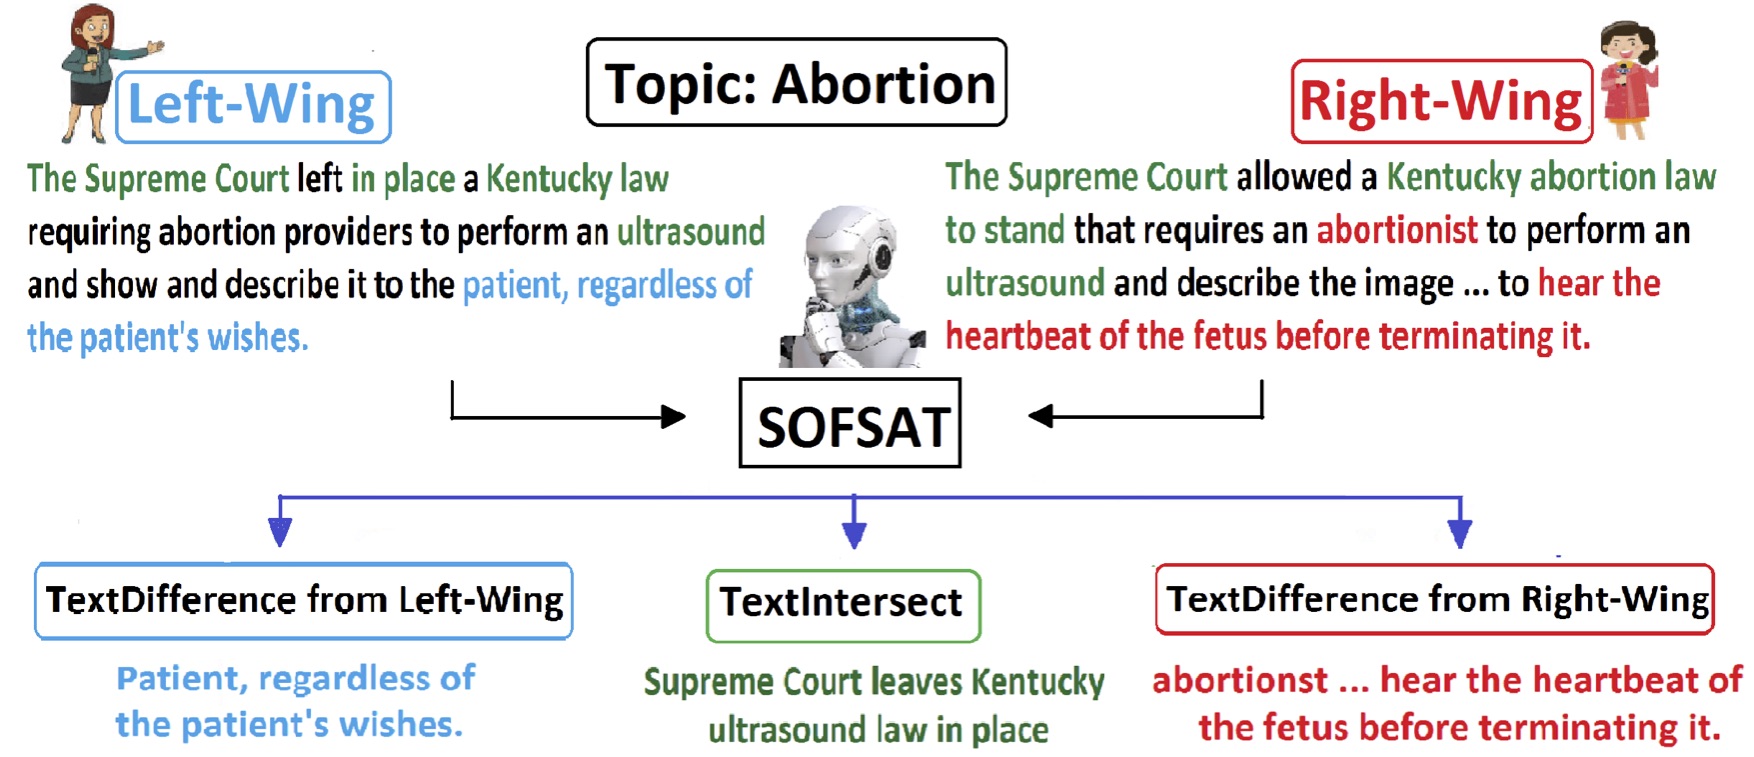 Topic: Abortion
Left-Wing
The Supreme Court left in place a Kentucky law
requiring abortion providers to perform an ultrasound
and show and describe it to the patient, regardless of
the patient's wishes.
Right-Wing
The Supreme Court allowed a Kentucky abortion law
to stand that requires an abortionist to perform an
ultrasound and describe the image ... to hear the
heartbeat of the fetus before terminating it.
SOFSAT
TextDifference from Left-Wing
Patient, regardless of
the patient's wishes.
TextIntersect
Supreme Court leaves Kentucky
ultrasound law in place
TextDifference from Right-Wing
abortionst ... hear the heartbeat of
the fetus before terminating it.